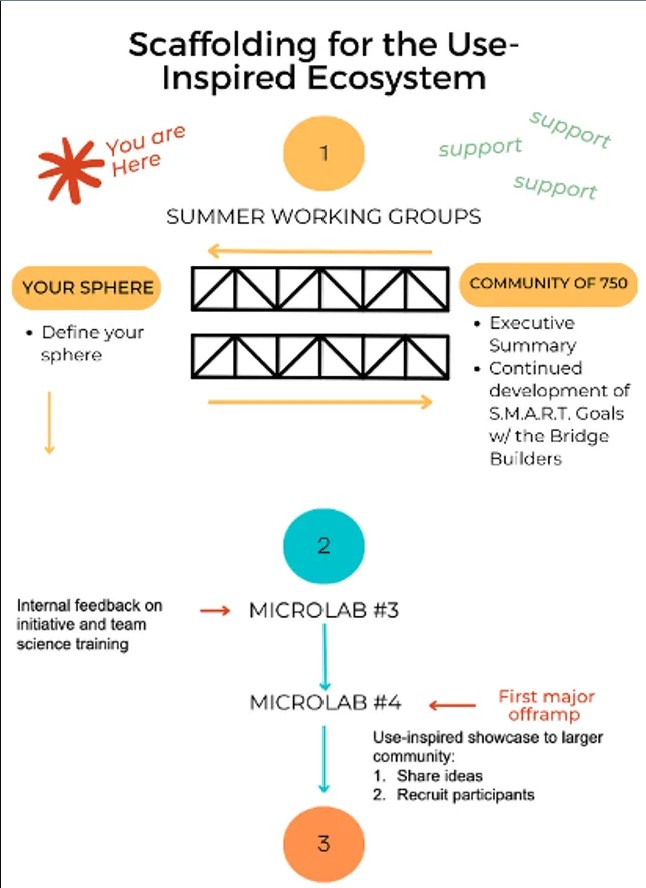 Scaffolding for the Use-
Inspired Ecosystem
You are
Here
1
support
support
support
SUMMER WORKING GROUPS
YOUR SPHERE
• Define your
sphere
COMMUNITY OF 750
• Executive
Summary
• Continued
development of
S.M.A.R.T. Goals
w/ the Bridge
Builders
2
Internal feedback on
initiative and team
science training
MICROLAB #3
MICROLAB #4
First major
offramp
Use-inspired showcase to larger
community:
1. Share ideas
2. Recruit participants
3